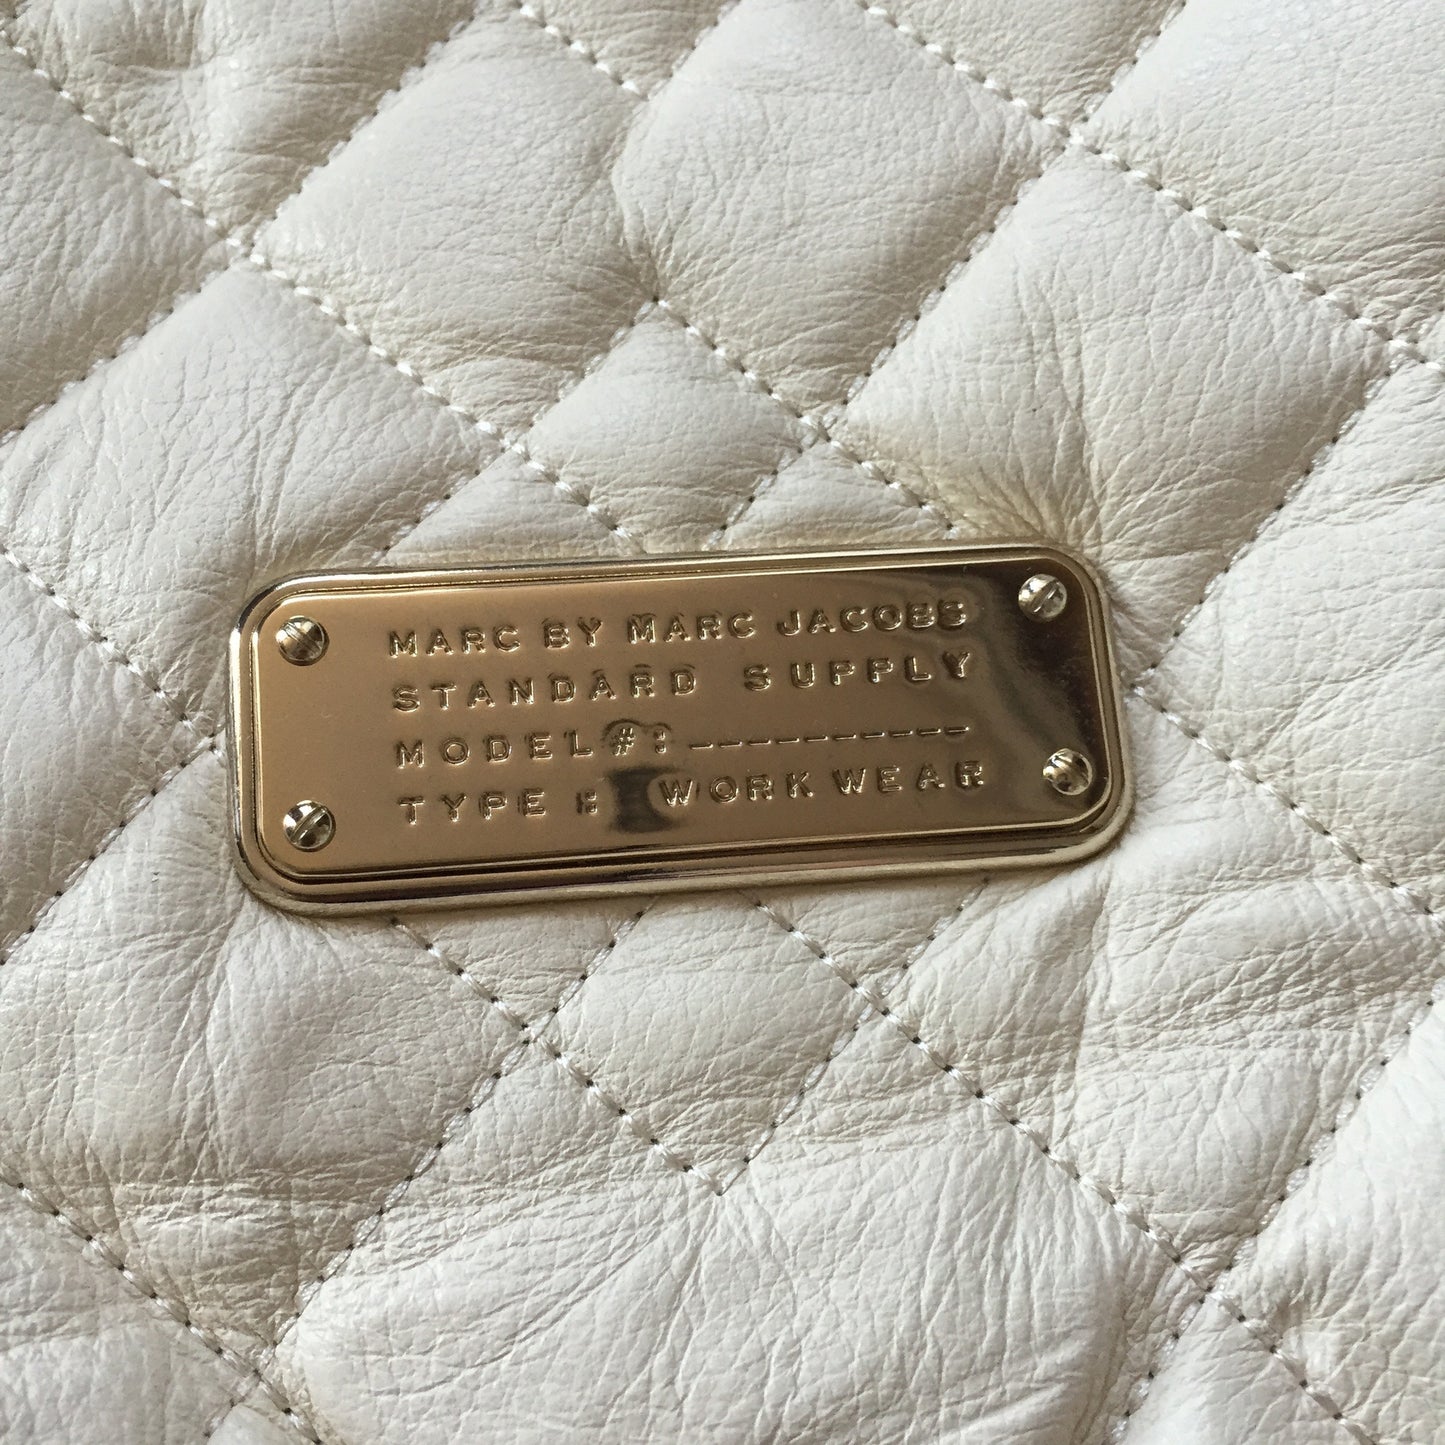 MARC BY MARC JACOBS
STANDARD SUPPLY
MODEL#:__________
TYPE: WORK WEAR